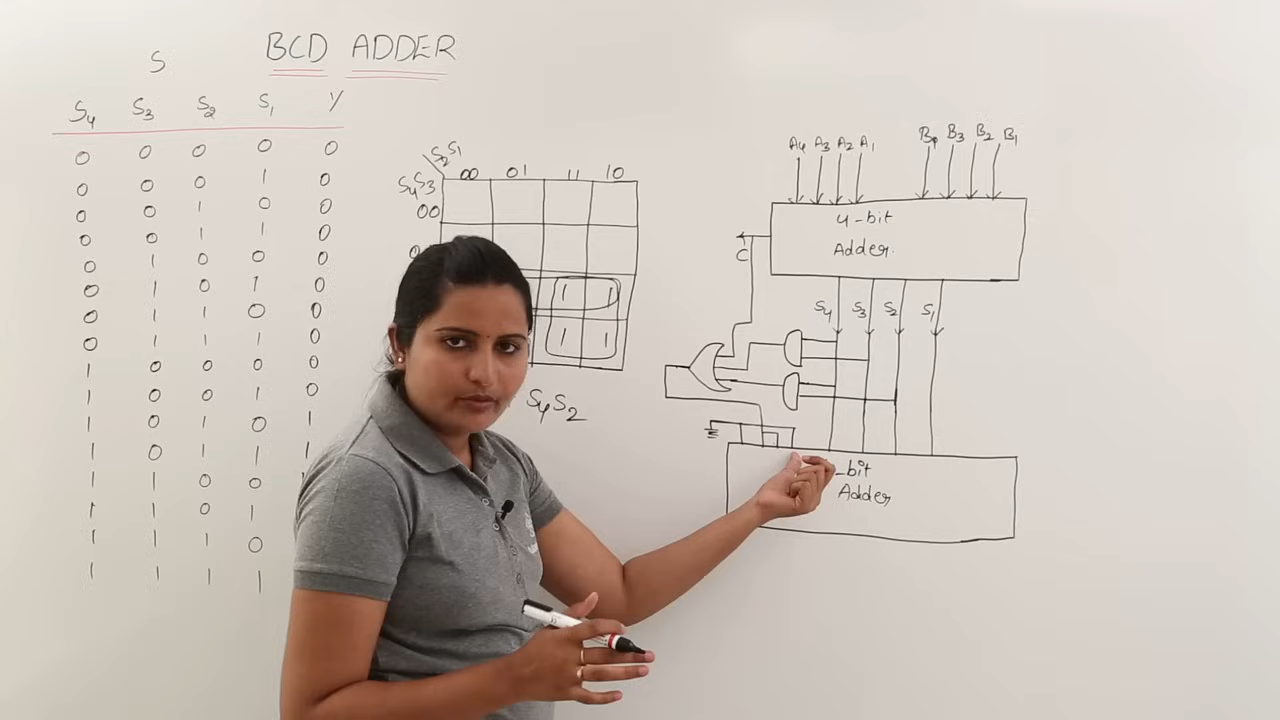 BCD ADDER
S
S4 S3 S2 S1 Y
0 0 0 0 0
0 0 0 1 0
0 0 1 0 0
0 0 1 1 0
0 1 0 0 0
0 1 0 1 0
0 1 1 0 0
0 1 1 1 0
1 0 0 0 0
1 0 0 1 0
1 0 1 0 1
1 0 1 1 1
1 1 0 0
1 1 0 1
1 1 1 0
1 1 1 1
S2S1
S4S3
00 01 11 10
00
0
1 1
1 1
S4S2
A4 A3 A2 A1 B4 B3 B2 B1
4-bit
Adder.
C
S4 S3 S2 S1
-bit
Adder